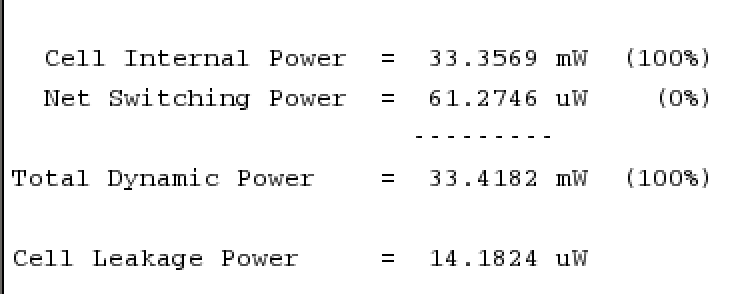 Cell Internal Power = 33.3569 mW (100%)
Net Switching Power = 61.2746 uW (0%)
---------
Total Dynamic Power = 33.4182 mW (100%)
Cell Leakage Power = 14.1824 uW